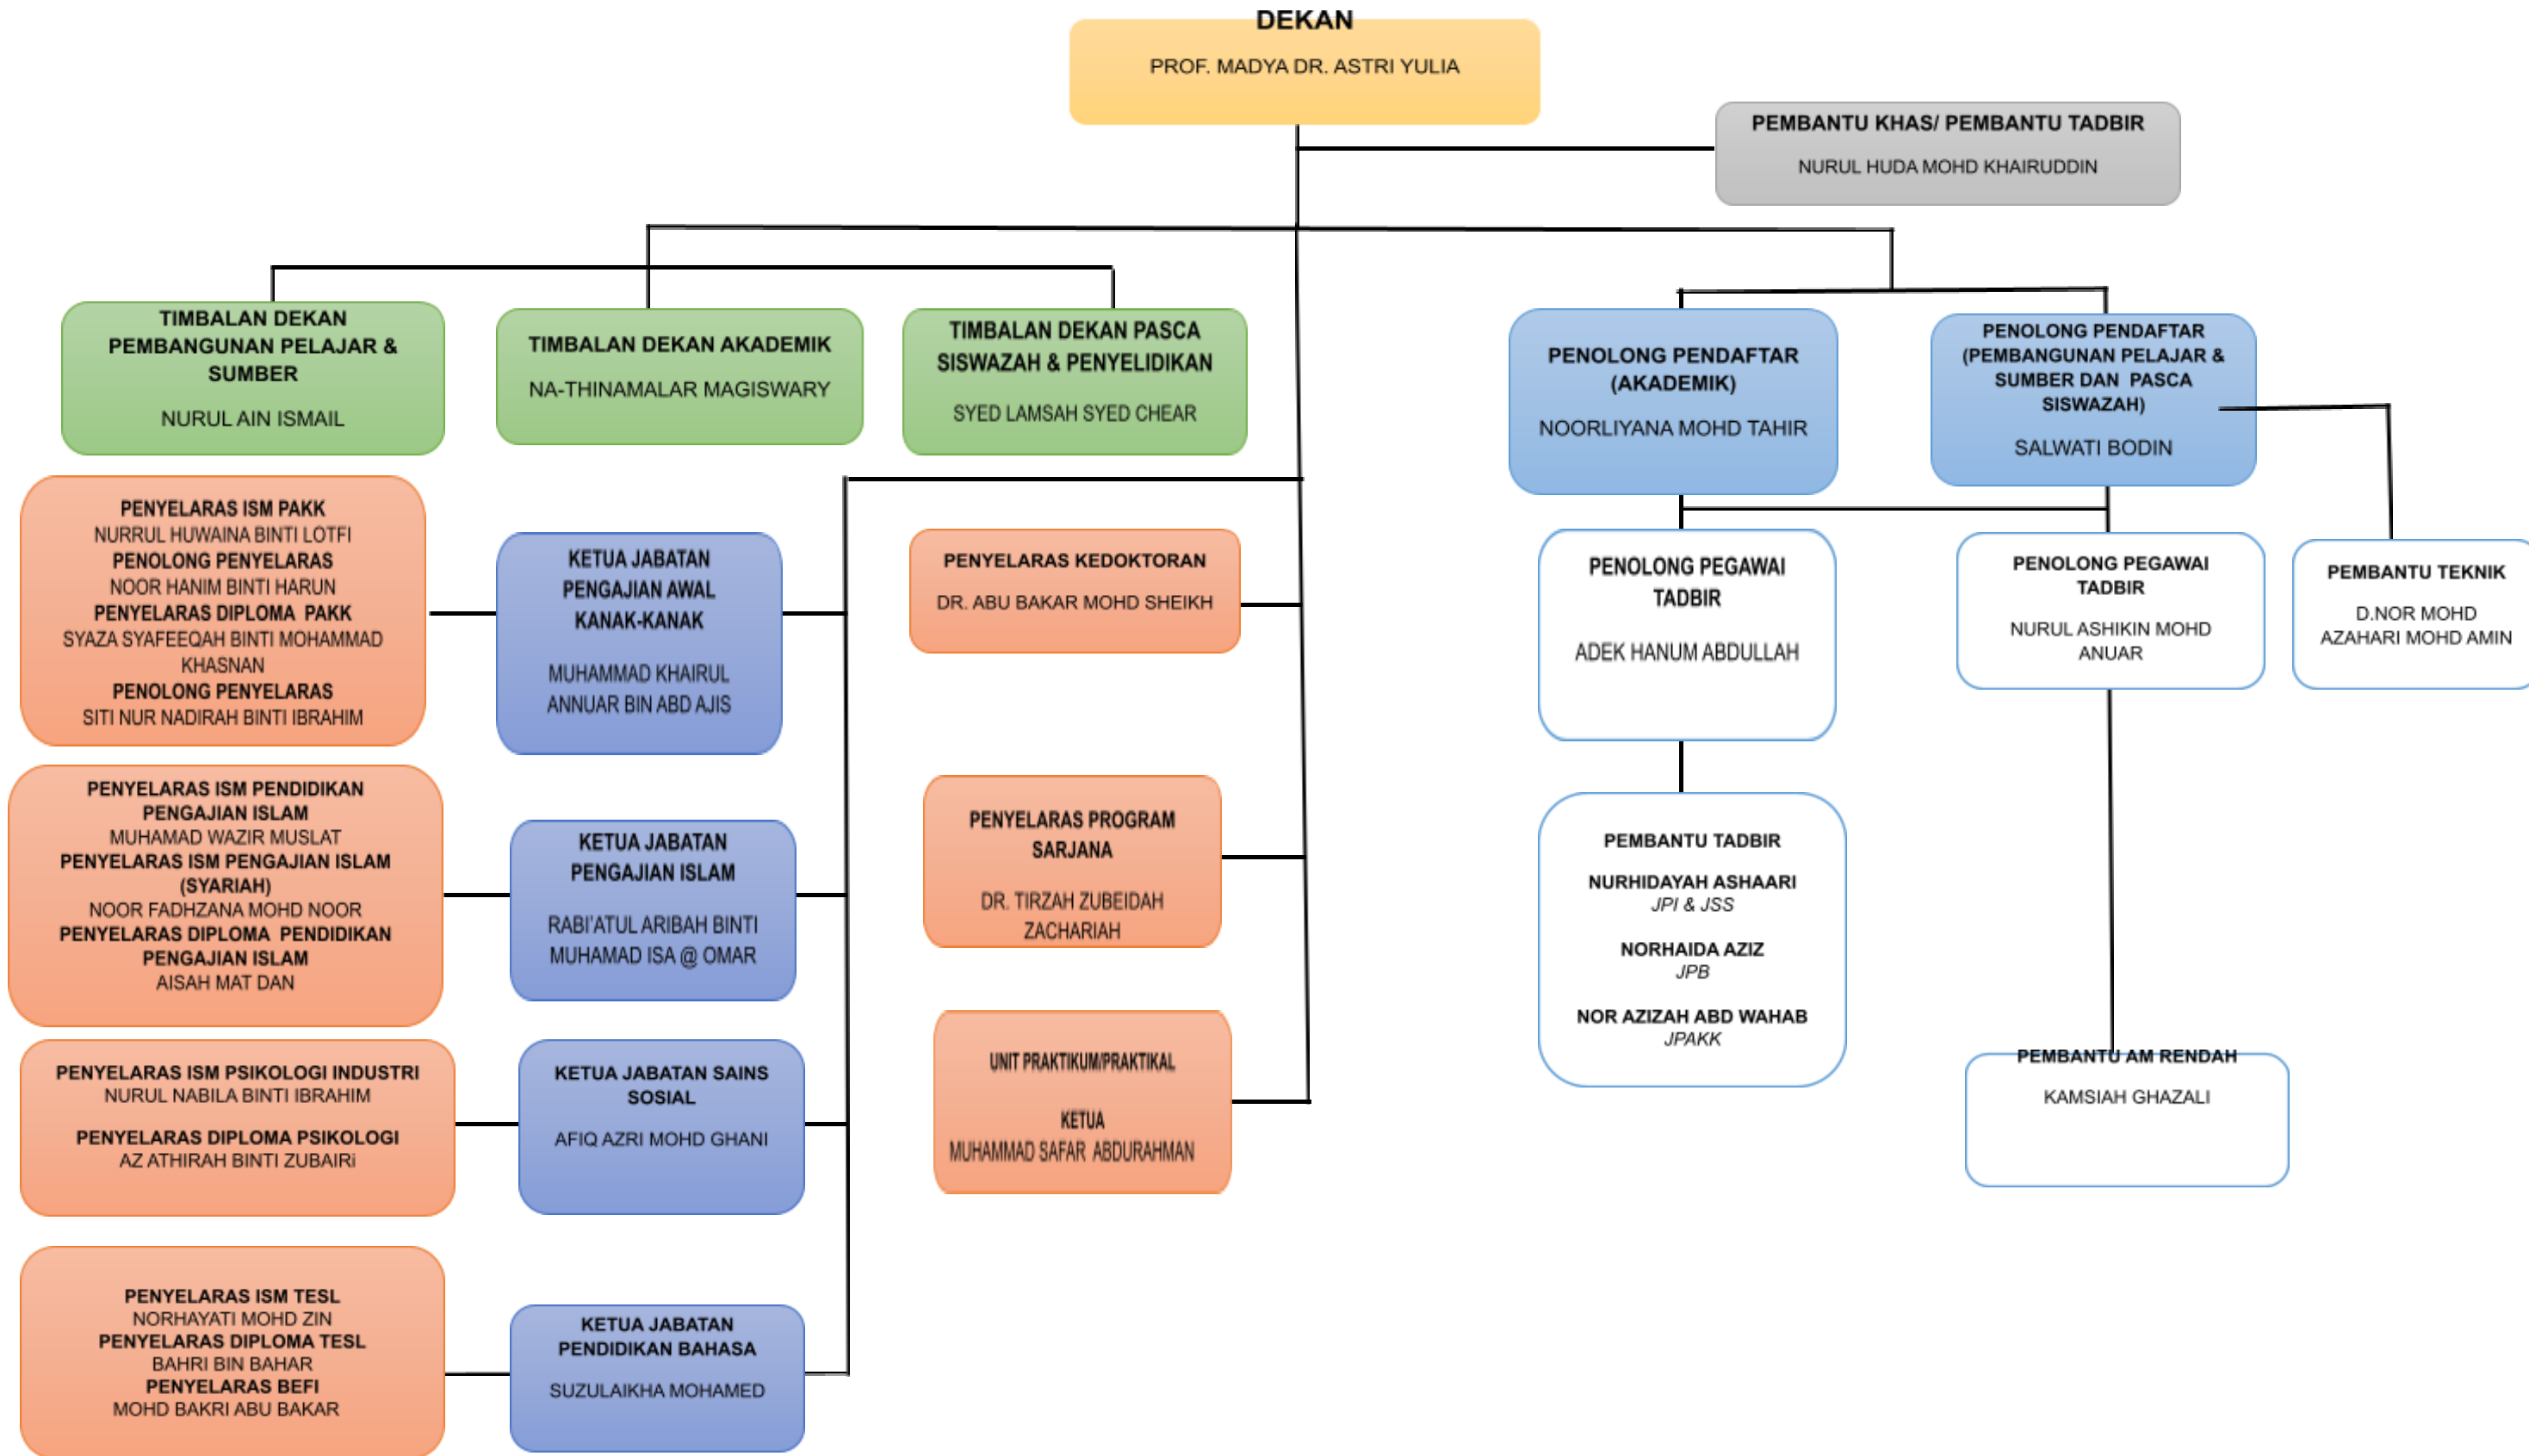 DEKAN
PROF. MADYA DR. ASTRI YULIA
PEMBANTU KHAS/ PEMBANTU TADBIR
NURUL HUDA MOHD KHAIRUDDIN
TIMBALAN DEKAN
PEMBANGUNAN PELAJAR &
SUMBER
NURUL AIN ISMAIL
TIMBALAN DEKAN AKADEMIK
NA-THINAMALAR MAGISWARY
TIMBALAN DEKAN PASCA
SISWAZAH & PENYELIDIKAN
SYED LAMSAH SYED CHEAR
PENOLONG PENDAFTAR
(AKADEMIK)
NOORLIYANA MOHD TAHIR
PENOLONG PENDAFTAR
(PEMBANGUNAN PELAJAR &
SUMBER DAN PASCA
SISWAZAH)
SALWATI BODIN
PENYELARAS ISM PAKK
NURRUL HUWAINA BINTI LOTFI
PENOLONG PENYELARAS
NOOR HANIM BINTI HARUN
PENYELARAS DIPLOMA PAKK
SYAZA SYAFEEQAH BINTI MOHAMMAD
KHASNAN
PENOLONG PENYELARAS
SITI NUR NADIRAH BINTI IBRAHIM
KETUA JABATAN
PENGAJIAN AWAL
KANAK-KANAK
MUHAMMAD KHAIRUL
ANNUAR BIN ABD AJIS
PENYELARAS KEDOKTORAN
DR. ABU BAKAR MOHD SHEIKH
PENOLONG PEGAWAI
TADBIR
ADEK HANUM ABDULLAH
PENOLONG PEGAWAI
TADBIR
NURUL ASHIKIN MOHD
ANUAR
PEMBANTU TEKNIK
D.NOR MOHD
AZAHARI MOHD AMIN
PENYELARAS ISM PENDIDIKAN
PENGAJIAN ISLAM
MUHAMAD WAZIR MUSLAT
PENYELARAS ISM PENGAJIAN ISLAM
(SYARIAH)
NOOR FADHZANA MOHD NOOR
PENYELARAS DIPLOMA PENDIDIKAN
PENGAJIAN ISLAM
AISAH MAT DAN
KETUA JABATAN
PENGAJIAN ISLAM
RABI'ATUL ARIBAH BINTI
MUHAMAD ISA @ OMAR
PENYELARAS PROGRAM
SARJANA
DR. TIRZAH ZUBEIDAH
ZACHARIAH
PEMBANTU TADBIR
NURHIDAYAH ASHAARI
JPI & JSS
NORHAIDA AZIZ
JPB
NOR AZIZAH ABD WAHAB
JPAKK
PENYELARAS ISM PSIKOLOGI INDUSTRI
NURUL NABILA BINTI IBRAHIM
PENYELARAS DIPLOMA PSIKOLOGI
AZ ATHIRAH BINTI ZUBAIRi
KETUA JABATAN SAINS
SOSIAL
AFIQ AZRI MOHD GHANI
UNIT PRAKTIKUM/PRAKTIKAL
KETUA
MUHAMMAD SAFAR ABDURAHMAN
PEMBANTU AM RENDAH
KAMSIAH GHAZALI
PENYELARAS ISM TESL
NORHAYATI MOHD ZIN
PENYELARAS DIPLOMA TESL
BAHRI BIN BAHAR
PENYELARAS BEFI
MOHD BAKRI ABU BAKAR
KETUA JABATAN
PENDIDIKAN BAHASA
SUZULAIKHA MOHAMED